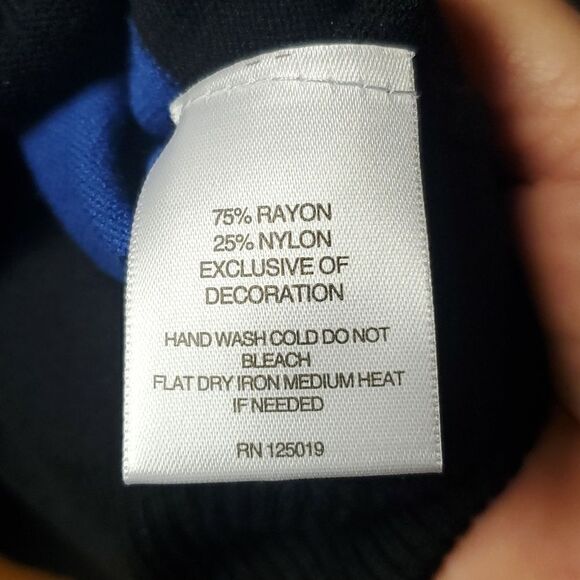 75% RAYON
25% NYLON
EXCLUSIVE OF
DECORATION
HAND WASH COLD DO NOT
BLEACH
FLAT DRY IRON MEDIUM HEAT
IF NEEDED
RN 125019